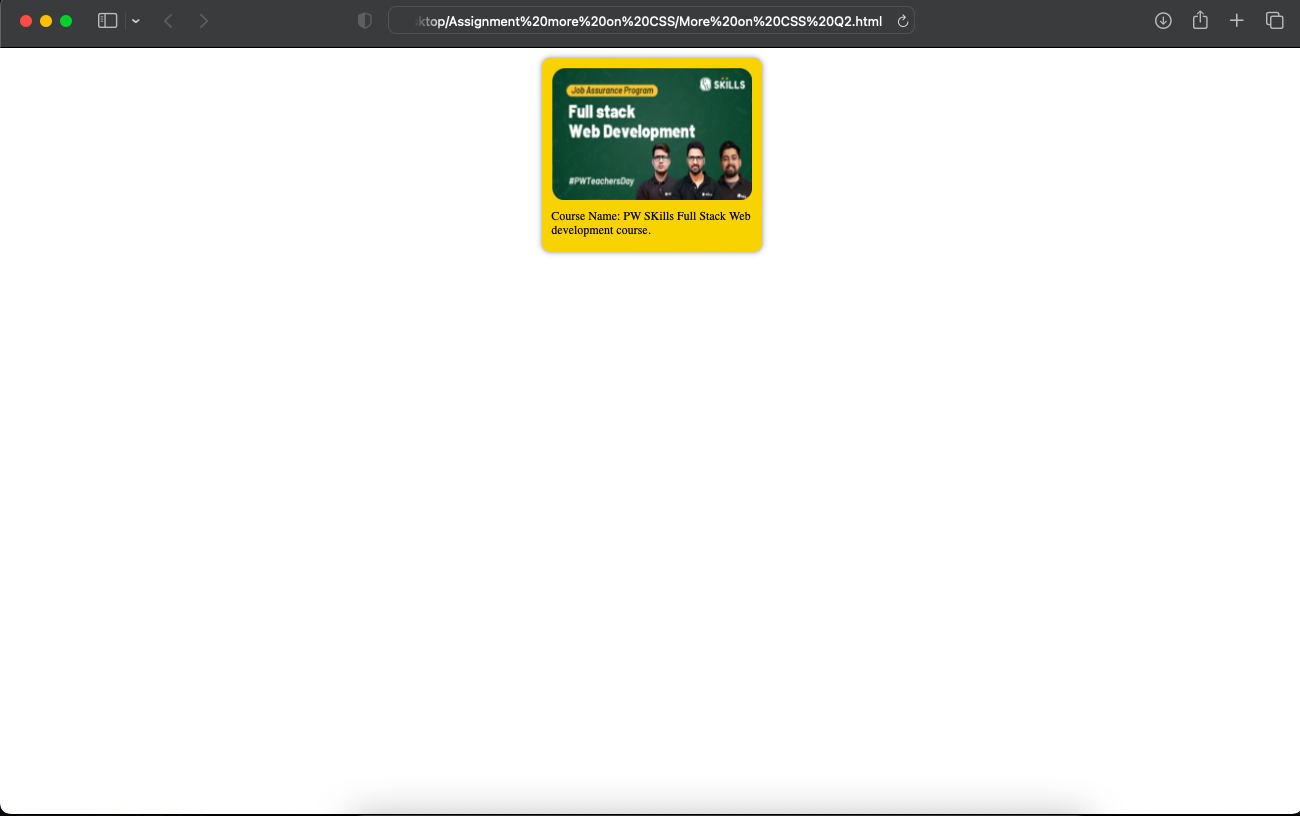 ktop/Assignment%20more%20on%20CSS/More%20on%20CSS%20Q2.html
Job Assurance Program
SKILLS
Full stack
Web Development
#PWTeachersDay
Course Name: PW SKills Full Stack Web
development course.